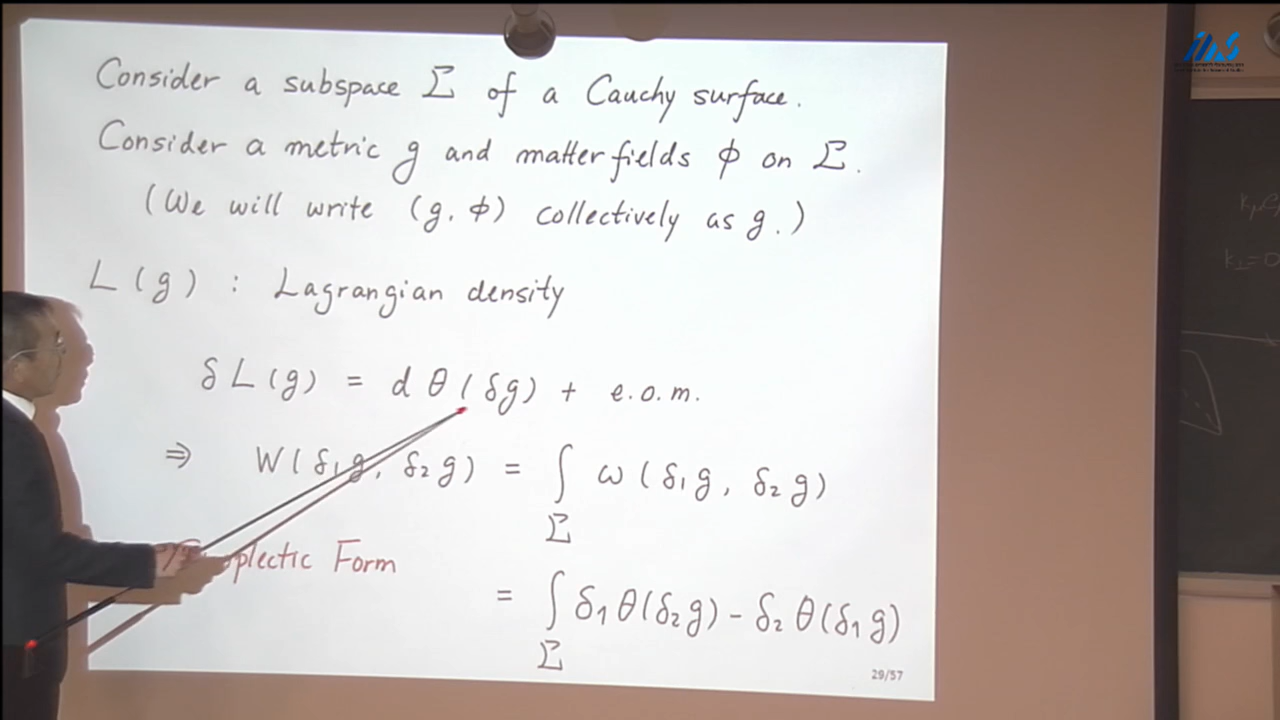 Consider a subspace Σ of a Cauchy surface.
Consider a metric g and matter fields φ on Σ.
(We will write (g, φ) collectively as g.)
L(g) : Lagrangian density
δL(g) = dθ(δg) + e.o.m.
⇒ W(δ₁g, δ₂g) = ∫_Σ ω(δ₁g, δ₂g)
Form
= ∫_Σ δ₁θ(δ₂g) - δ₂θ(δ₁g)
29/57